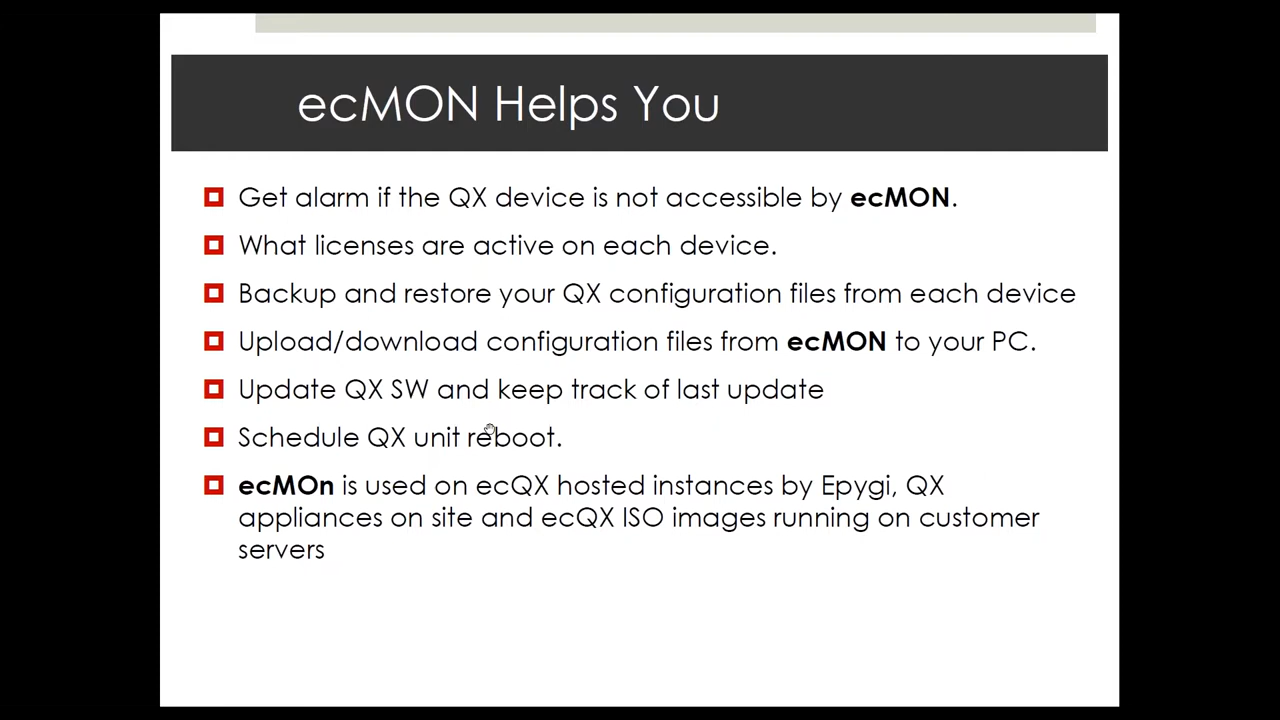 ecMON Helps You
Get alarm if the QX device is not accessible by ecMON.
What licenses are active on each device.
Backup and restore your QX configuration files from each device
Upload/download configuration files from ecMON to your PC.
Update QX SW and keep track of last update
Schedule QX unit reboot.
ecMOn is used on ecQX hosted instances by Epygi, QX
appliances on site and ecQX ISO images running on customer
servers